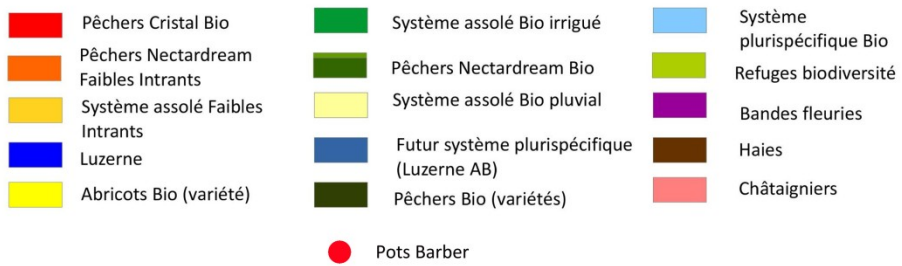 Pêchers Cristal Bio
Pêchers Nectardream
Faibles Intrants
Système assolé Faibles
Intrants
Luzerne
Abricots Bio (variété)
Système assolé Bio irrigué
Pêchers Nectardream Bio
Système assolé Bio pluvial
Futur système plurispécifique
(Luzerne AB)
Pêchers Bio (variétés)
Système
plurispécifique Bio
Refuges biodiversité
Bandes fleuries
Haies
Châtaigniers
Pots Barber